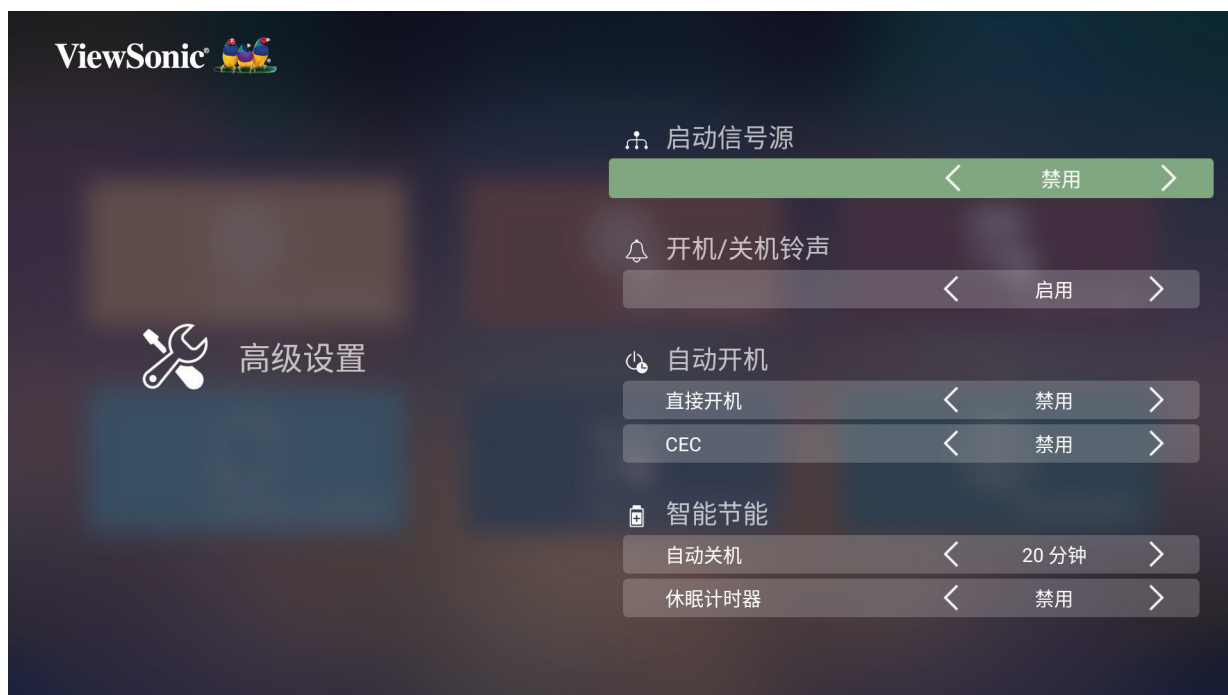 ViewSonic®
启动信号源
禁用
开机/关机铃声
启用
高级设置
自动开机
直接开机 禁用
CEC 禁用
智能节能
自动关机 20 分钟
休眠计时器 禁用